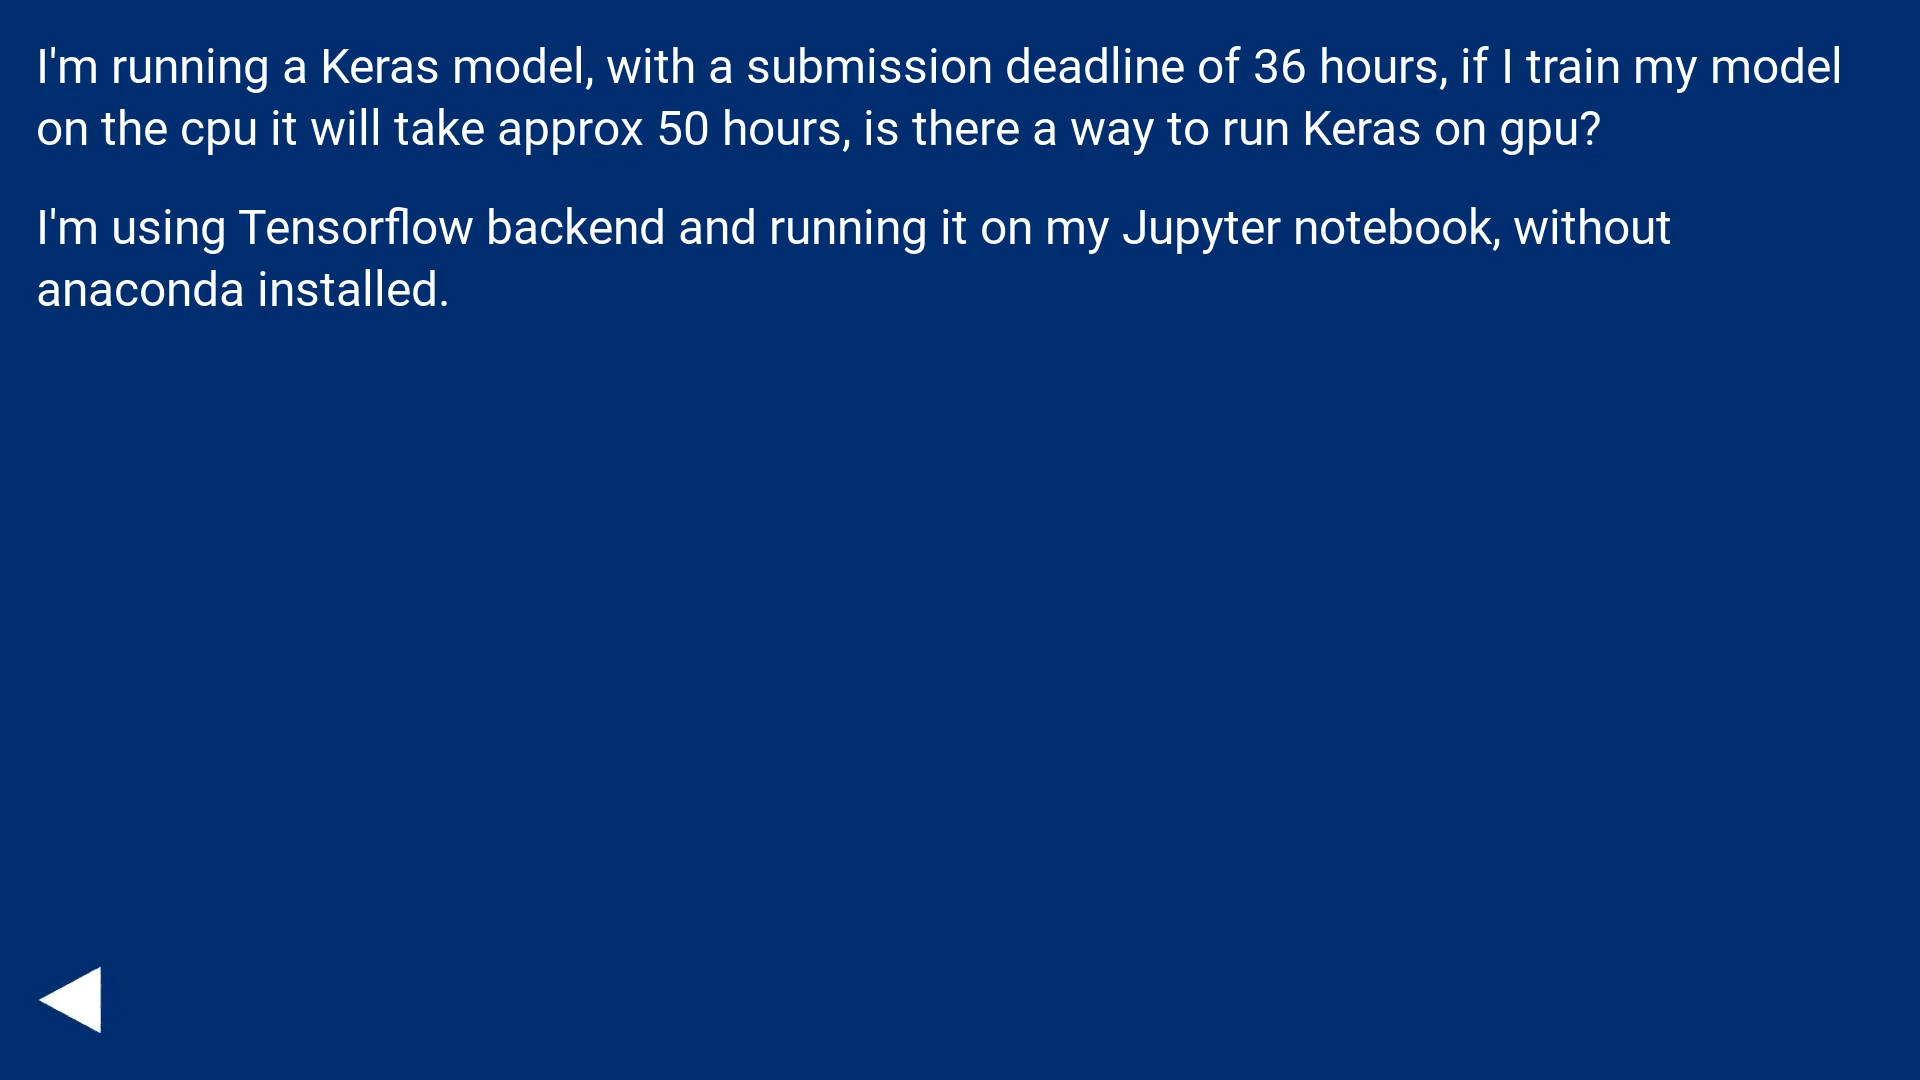 I'm running a Keras model, with a submission deadline of 36 hours, if I train my model
on the cpu it will take approx 50 hours, is there a way to run Keras on gpu?
I'm using Tensorflow backend and running it on my Jupyter notebook, without
anaconda installed.